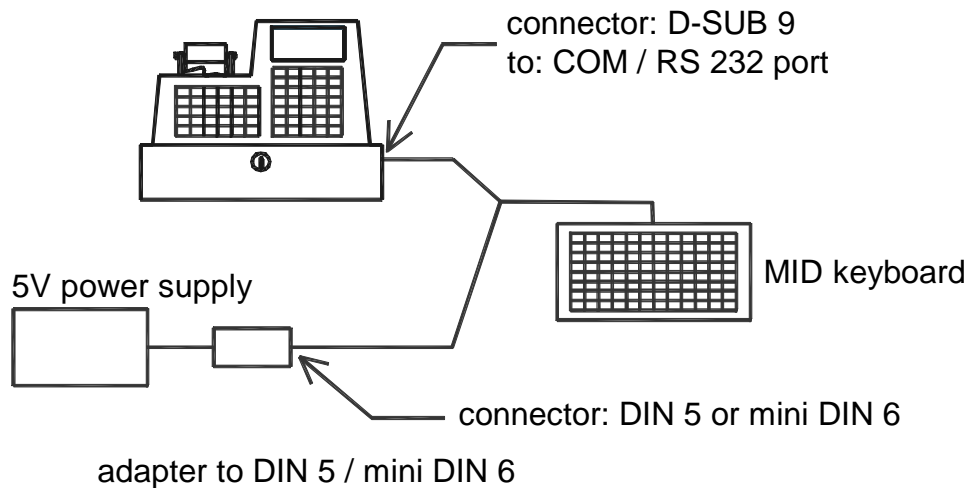 connector: D-SUB 9
to: COM / RS 232 port
MID keyboard
5V power supply
connector: DIN 5 or mini DIN 6
adapter to DIN 5 / mini DIN 6